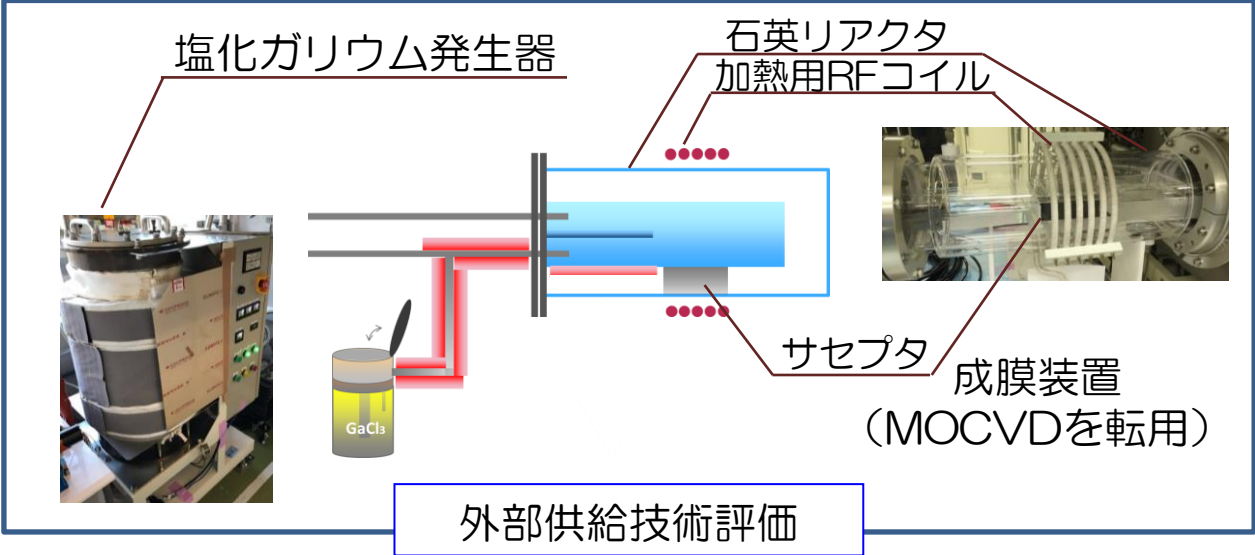 塩化ガリウム発生器
石英リアクタ
加熱用RFコイル
GaCl₃
サセプタ
成膜装置
（MOCVDを転用）
外部供給技術評価